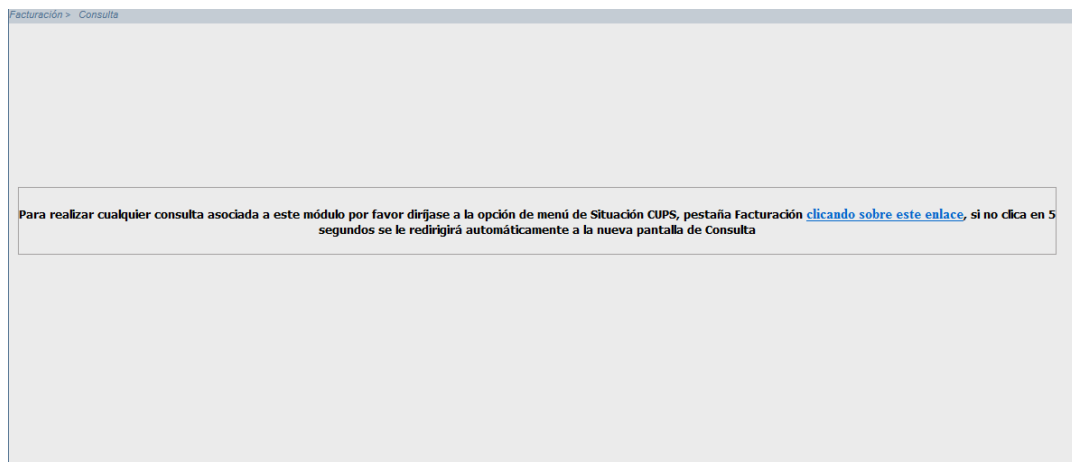 Facturación > Consulta
Para realizar cualquier consulta asociada a este módulo por favor diríjase a la opción de menú de Situación CUPS, pestaña Facturación clicando sobre este enlace, si no clica en 5
segundos se le redirigirá automáticamente a la nueva pantalla de Consulta